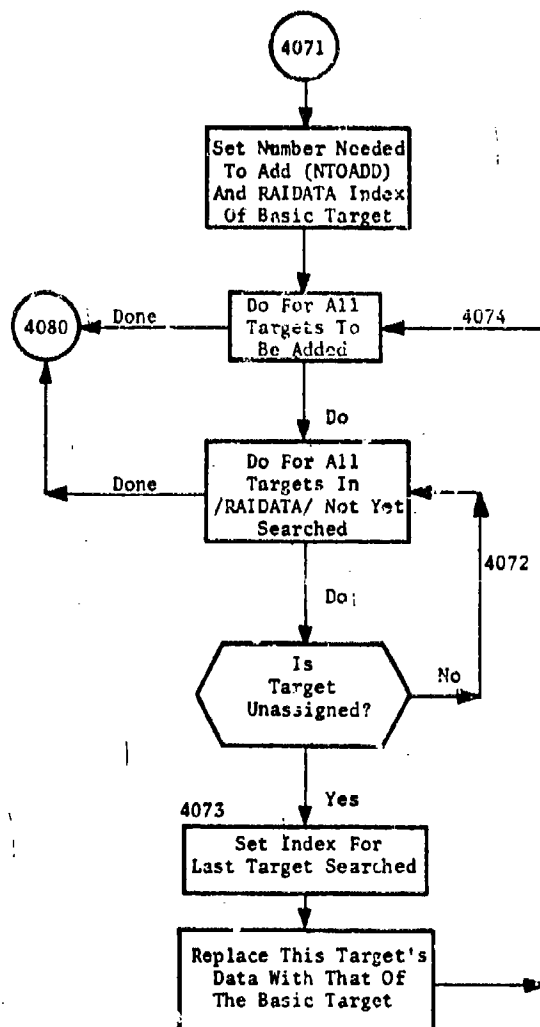 4071
Set Number Needed
To Add (NTOADD)
And RAIDATA Index
Of Basic Target
4080
Done
Do For All
Targets To
Be Added
4074
Do
Done
Do For All
Targets In
/RAIDATA/ Not Yet
Searched
4072
Do
Is
Target
Unassigned?
No
Yes
4073
Set Index For
Last Target Searched
Replace This Target's
Data With That Of
The Basic Target